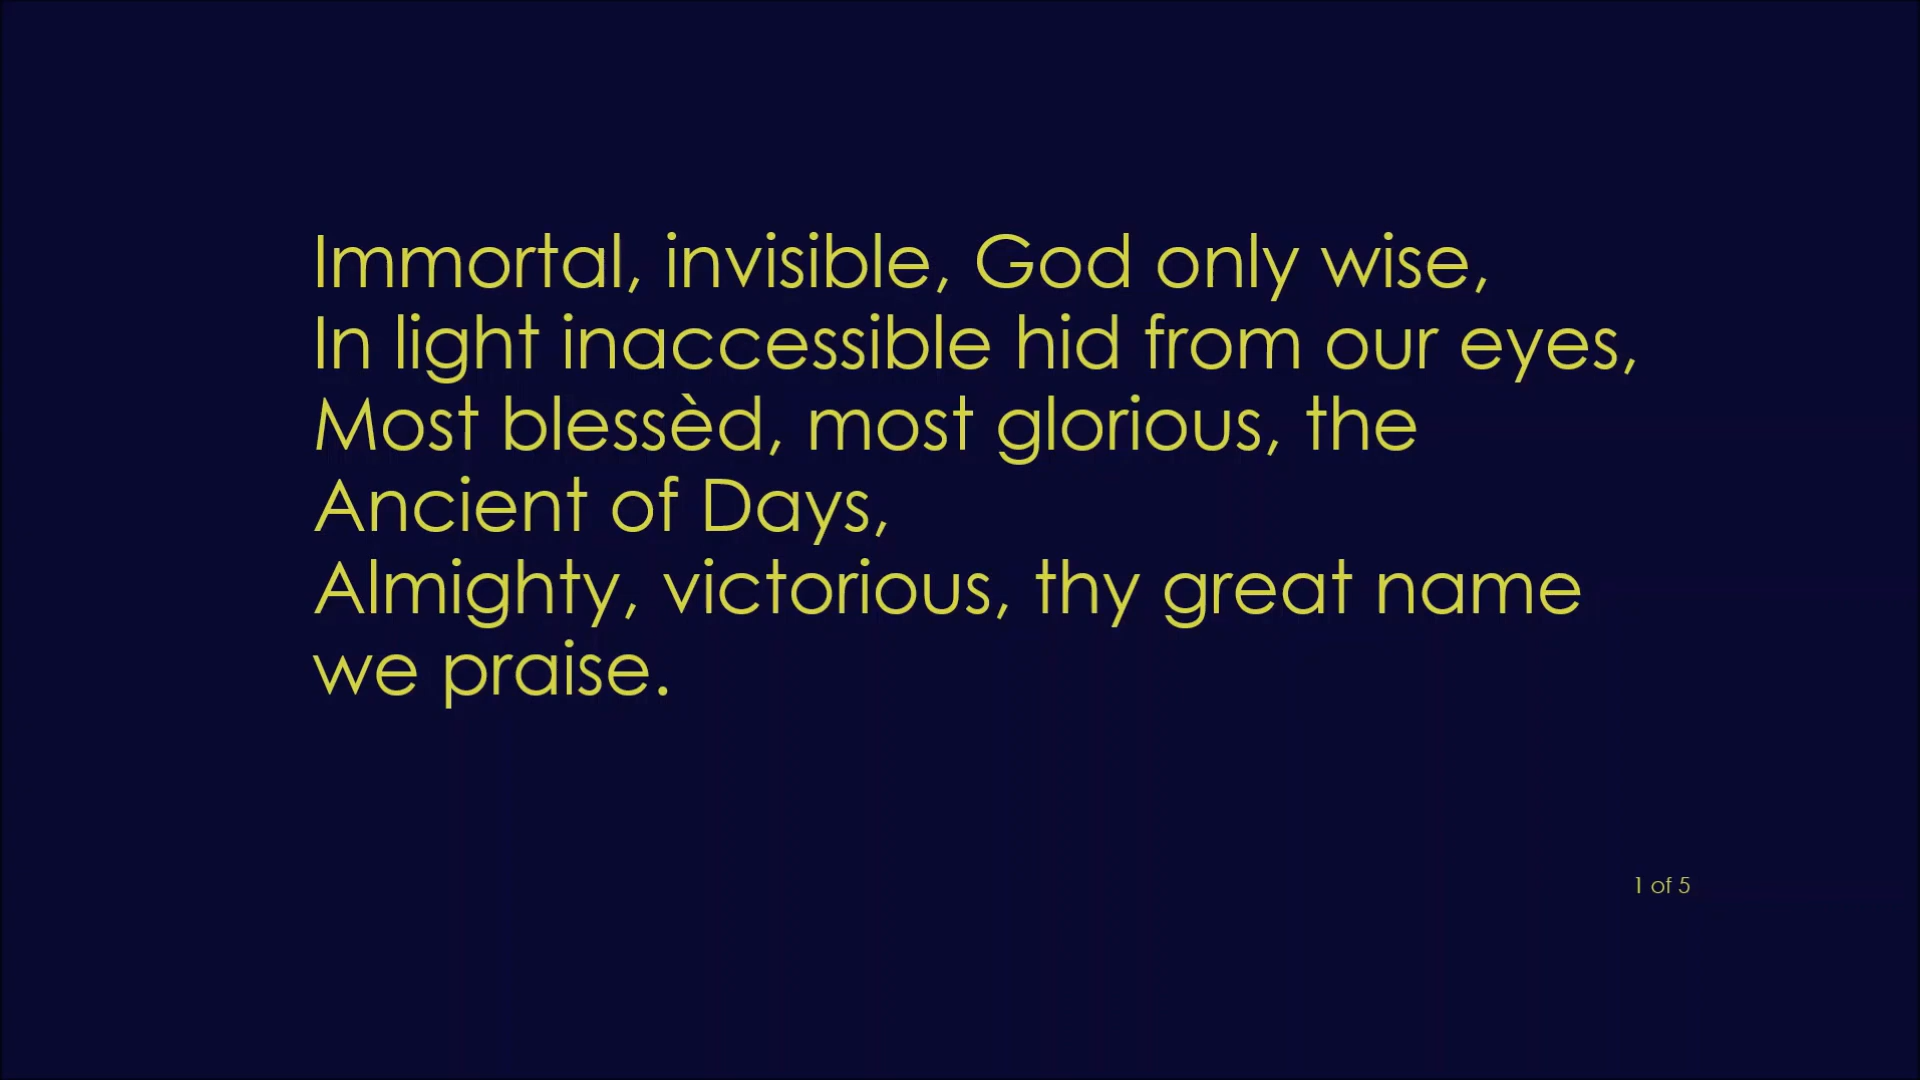 Immortal, invisible, God only wise,
In light inaccessible hid from our eyes,
Most blessèd, most glorious, the
Ancient of Days,
Almighty, victorious, thy great name
we praise.
1 of 5